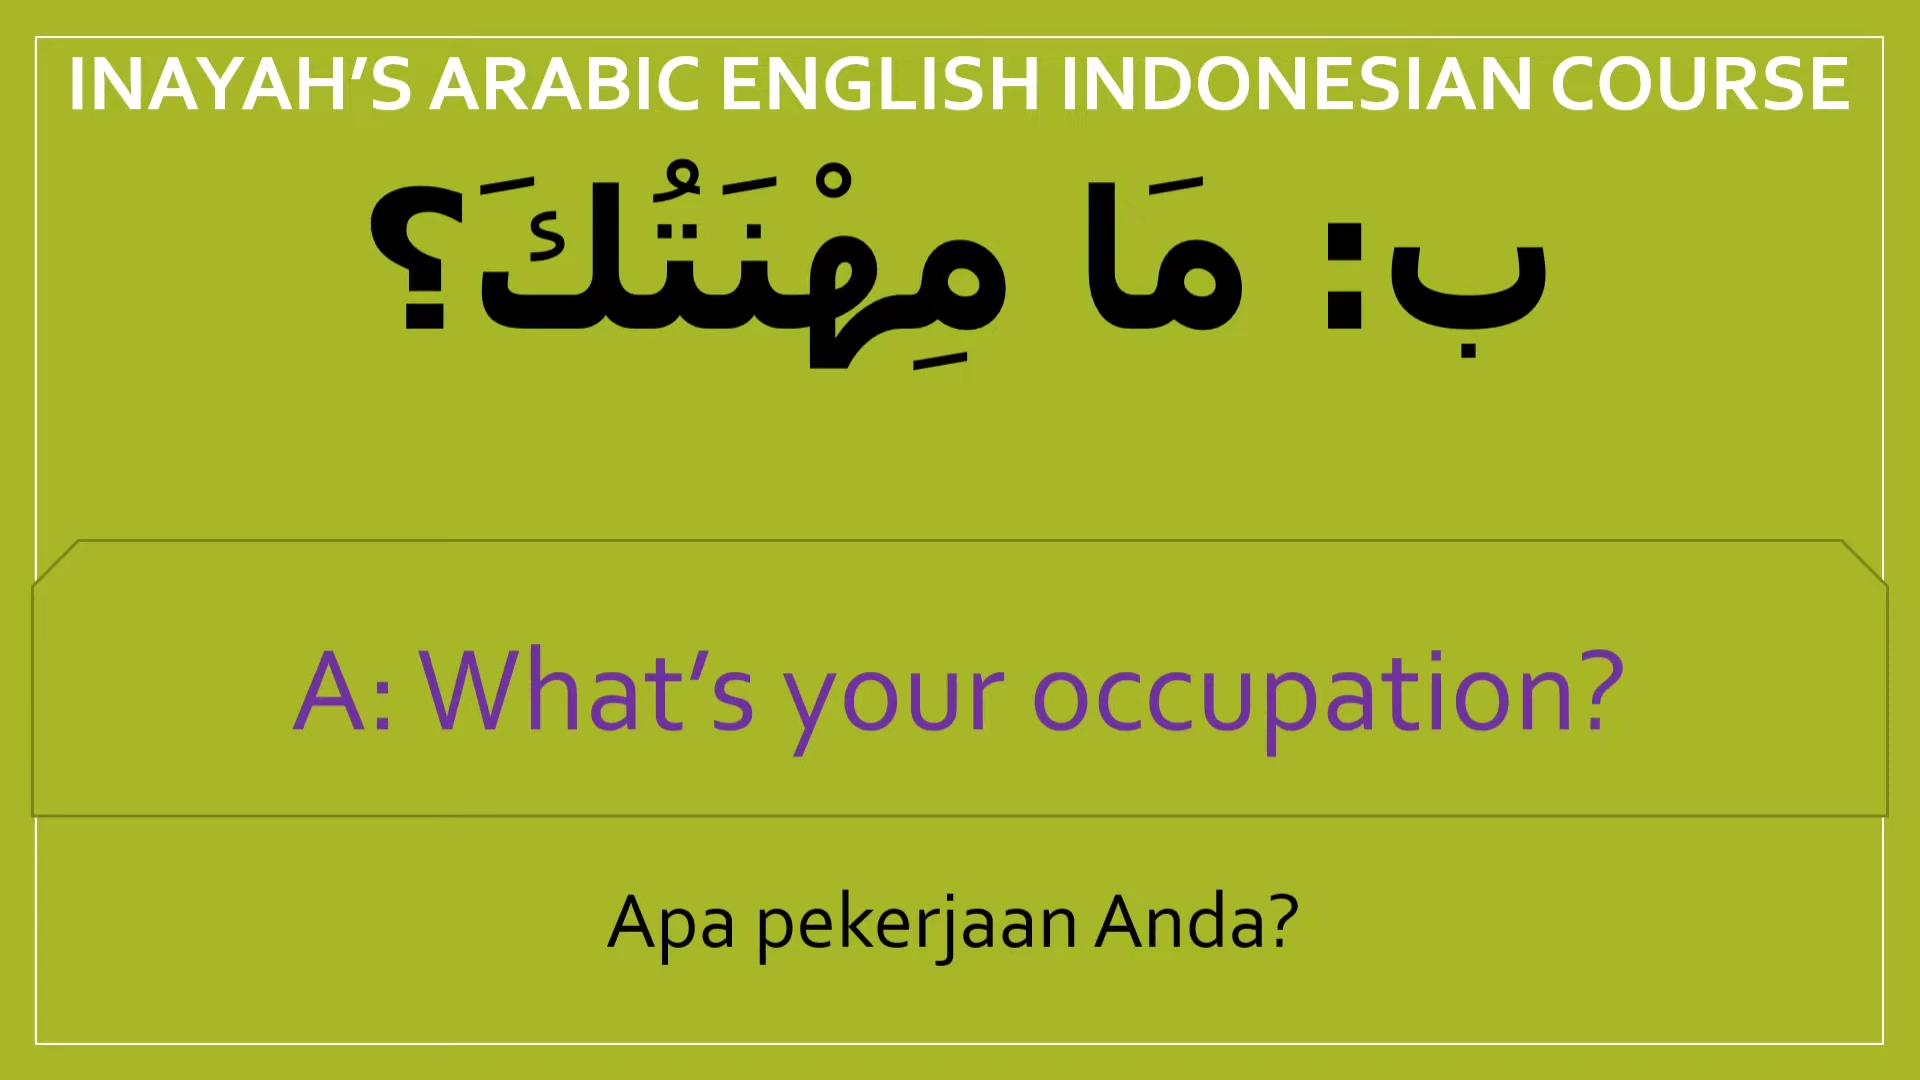 INAYAH’S ARABIC ENGLISH INDONESIAN COURSE
ب: مَا مِهْنَتُكَ؟
A: What’s your occupation?
Apa pekerjaan Anda?